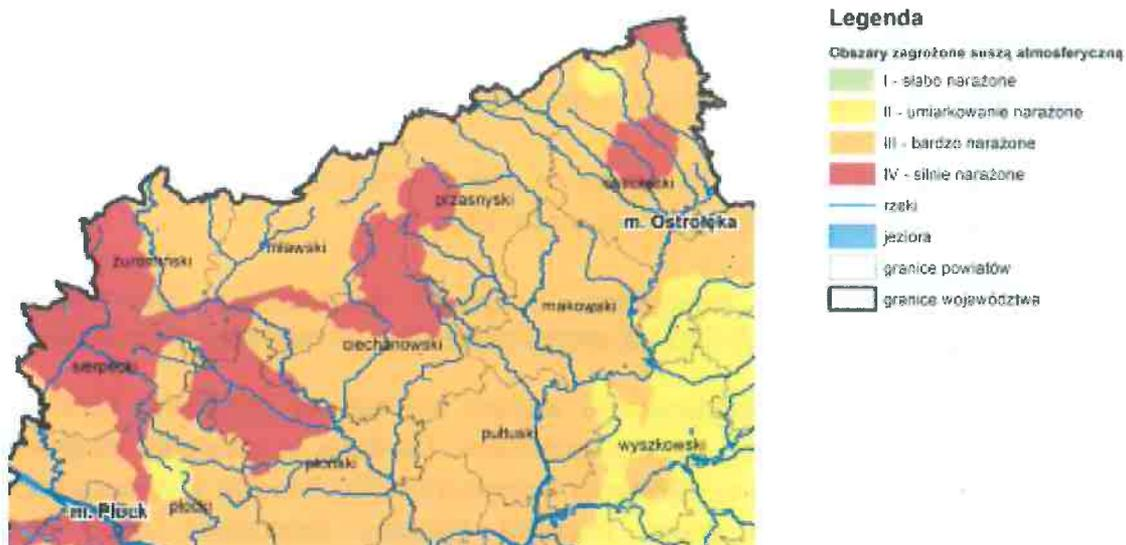 Legenda
Obszary zagrożone suszą atmosferyczną
I - słabo narażone
II - umiarkowanie narażone
III - bardzo narażone
IV - silnie narażone
rzeki
jeziora
granice powiatów
granice województwa
przasnyski
ostrołęcki
m. Ostrołęka
żuromiński
mławski
makowski
ciechanowski
sierpecki
pułtuski
wyszkowski
płoński
m. Płock
płocki